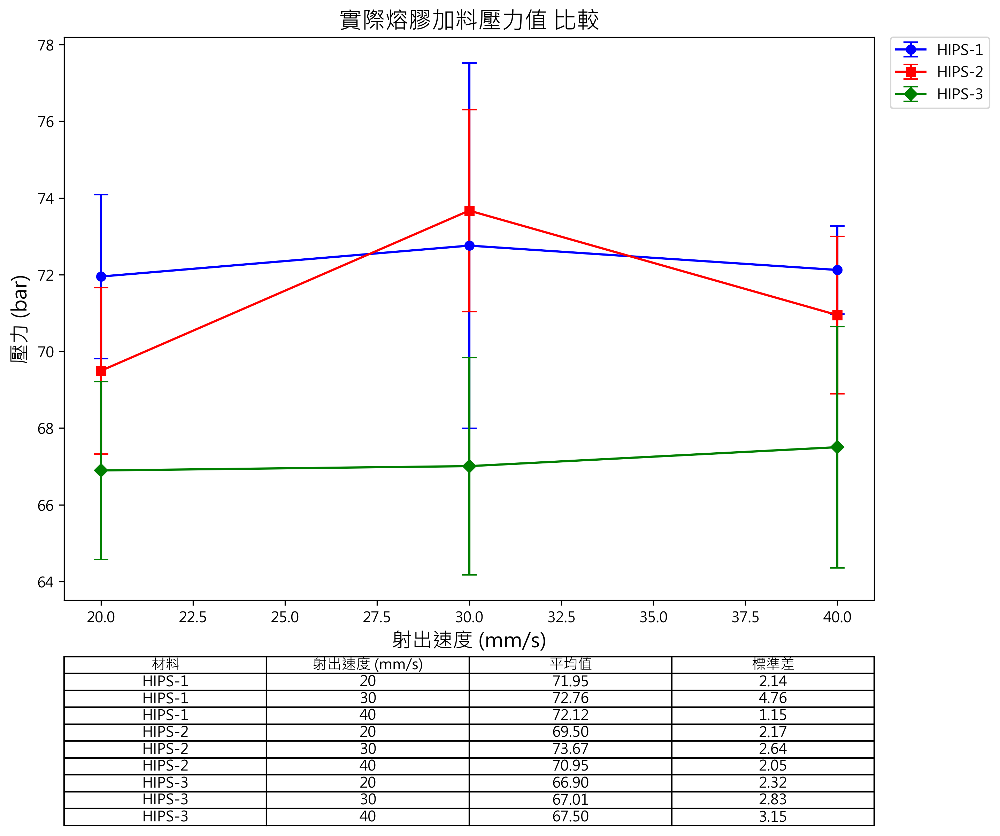 實際熔膠加料壓力值 比較
HIPS-1
HIPS-2
HIPS-3
壓力 (bar)
78
76
74
72
70
68
66
64
20.0 22.5 25.0 27.5 30.0 32.5 35.0 37.5 40.0
射出速度 (mm/s)
材料 射出速度 (mm/s) 平均值 標準差
HIPS-1 20 71.95 2.14
HIPS-1 30 72.76 4.76
HIPS-1 40 72.12 1.15
HIPS-2 20 69.50 2.17
HIPS-2 30 73.67 2.64
HIPS-2 40 70.95 2.05
HIPS-3 20 66.90 2.32
HIPS-3 30 67.01 2.83
HIPS-3 40 67.50 3.15